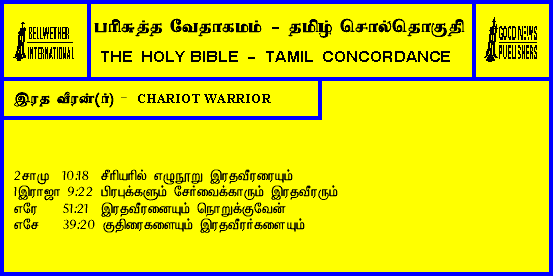 BELLWETHER
INTERNATIONAL
பரிசுத்த வேதாகமம் - தமிழ் சொல்தொகுதி
THE HOLY BIBLE - TAMIL CONCORDANCE
GOOD NEWS
PUBLISHERS
இரத வீரன்(ர்) - CHARIOT WARRIOR
2சாமு 10:18 சீரியரில் எழுநூறு இரதவீரரையும்
1இராஜா 9:22 பிரபுக்களும் சேர்வைக்காரும் இரதவீரரும்
எரே 51:21 இரதவீரனையும் நொறுக்குவேன்
எசே 39:20 குதிரைகளையும் இரதவீரர்களையும்